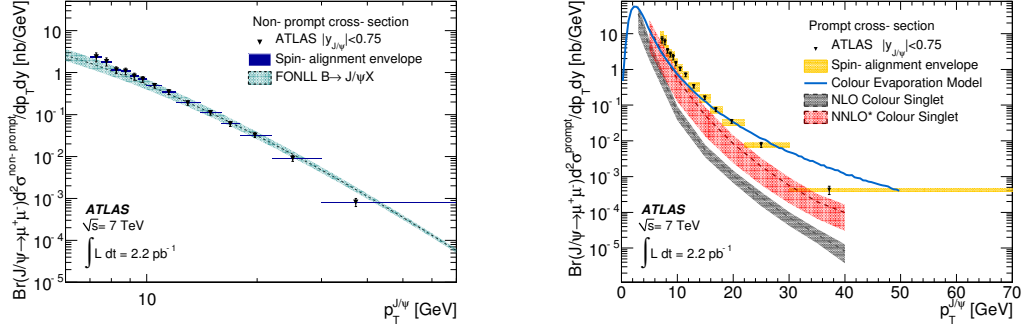 Br(J/ψ→μ⁺μ⁻)d²σ^non-prompt/dp_T dy [nb/GeV]
10
1
10⁻¹
10⁻²
10⁻³
10⁻⁴
Non- prompt cross- section
ATLAS |y_J/ψ|<0.75
Spin- alignment envelope
FONLL B→ J/ψX
ATLAS
√s= 7 TeV
∫ L dt = 2.2 pb⁻¹
10
p_T^J/ψ [GeV]
Br(J/ψ→μ⁺μ⁻)d²σ^prompt/dp_T dy [nb/GeV]
10
1
10⁻¹
10⁻²
10⁻³
10⁻⁴
10⁻⁵
Prompt cross- section
ATLAS |y_J/ψ|<0.75
Spin- alignment envelope
Colour Evaporation Model
NLO Colour Singlet
NNLO* Colour Singlet
ATLAS
√s= 7 TeV
∫ L dt = 2.2 pb⁻¹
0 10 20 30 40 50 60 70
p_T^J/ψ [GeV]